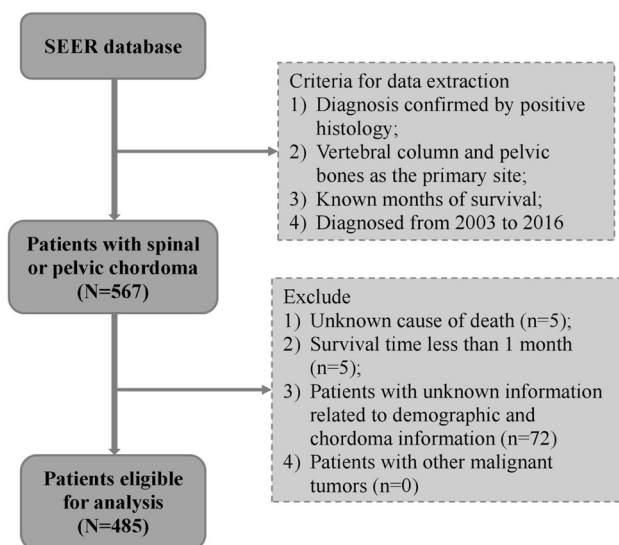 SEER database
Criteria for data extraction
1) Diagnosis confirmed by positive
histology;
2) Vertebral column and pelvic
bones as the primary site;
3) Known months of survival;
4) Diagnosed from 2003 to 2016
Patients with spinal
or pelvic chordoma
(N=567)
Exclude
1) Unknown cause of death (n=5);
2) Survival time less than 1 month
(n=5);
3) Patients with unknown information
related to demographic and
chordoma information (n=72)
4) Patients with other malignant
tumors (n=0)
Patients eligible
for analysis
(N=485)